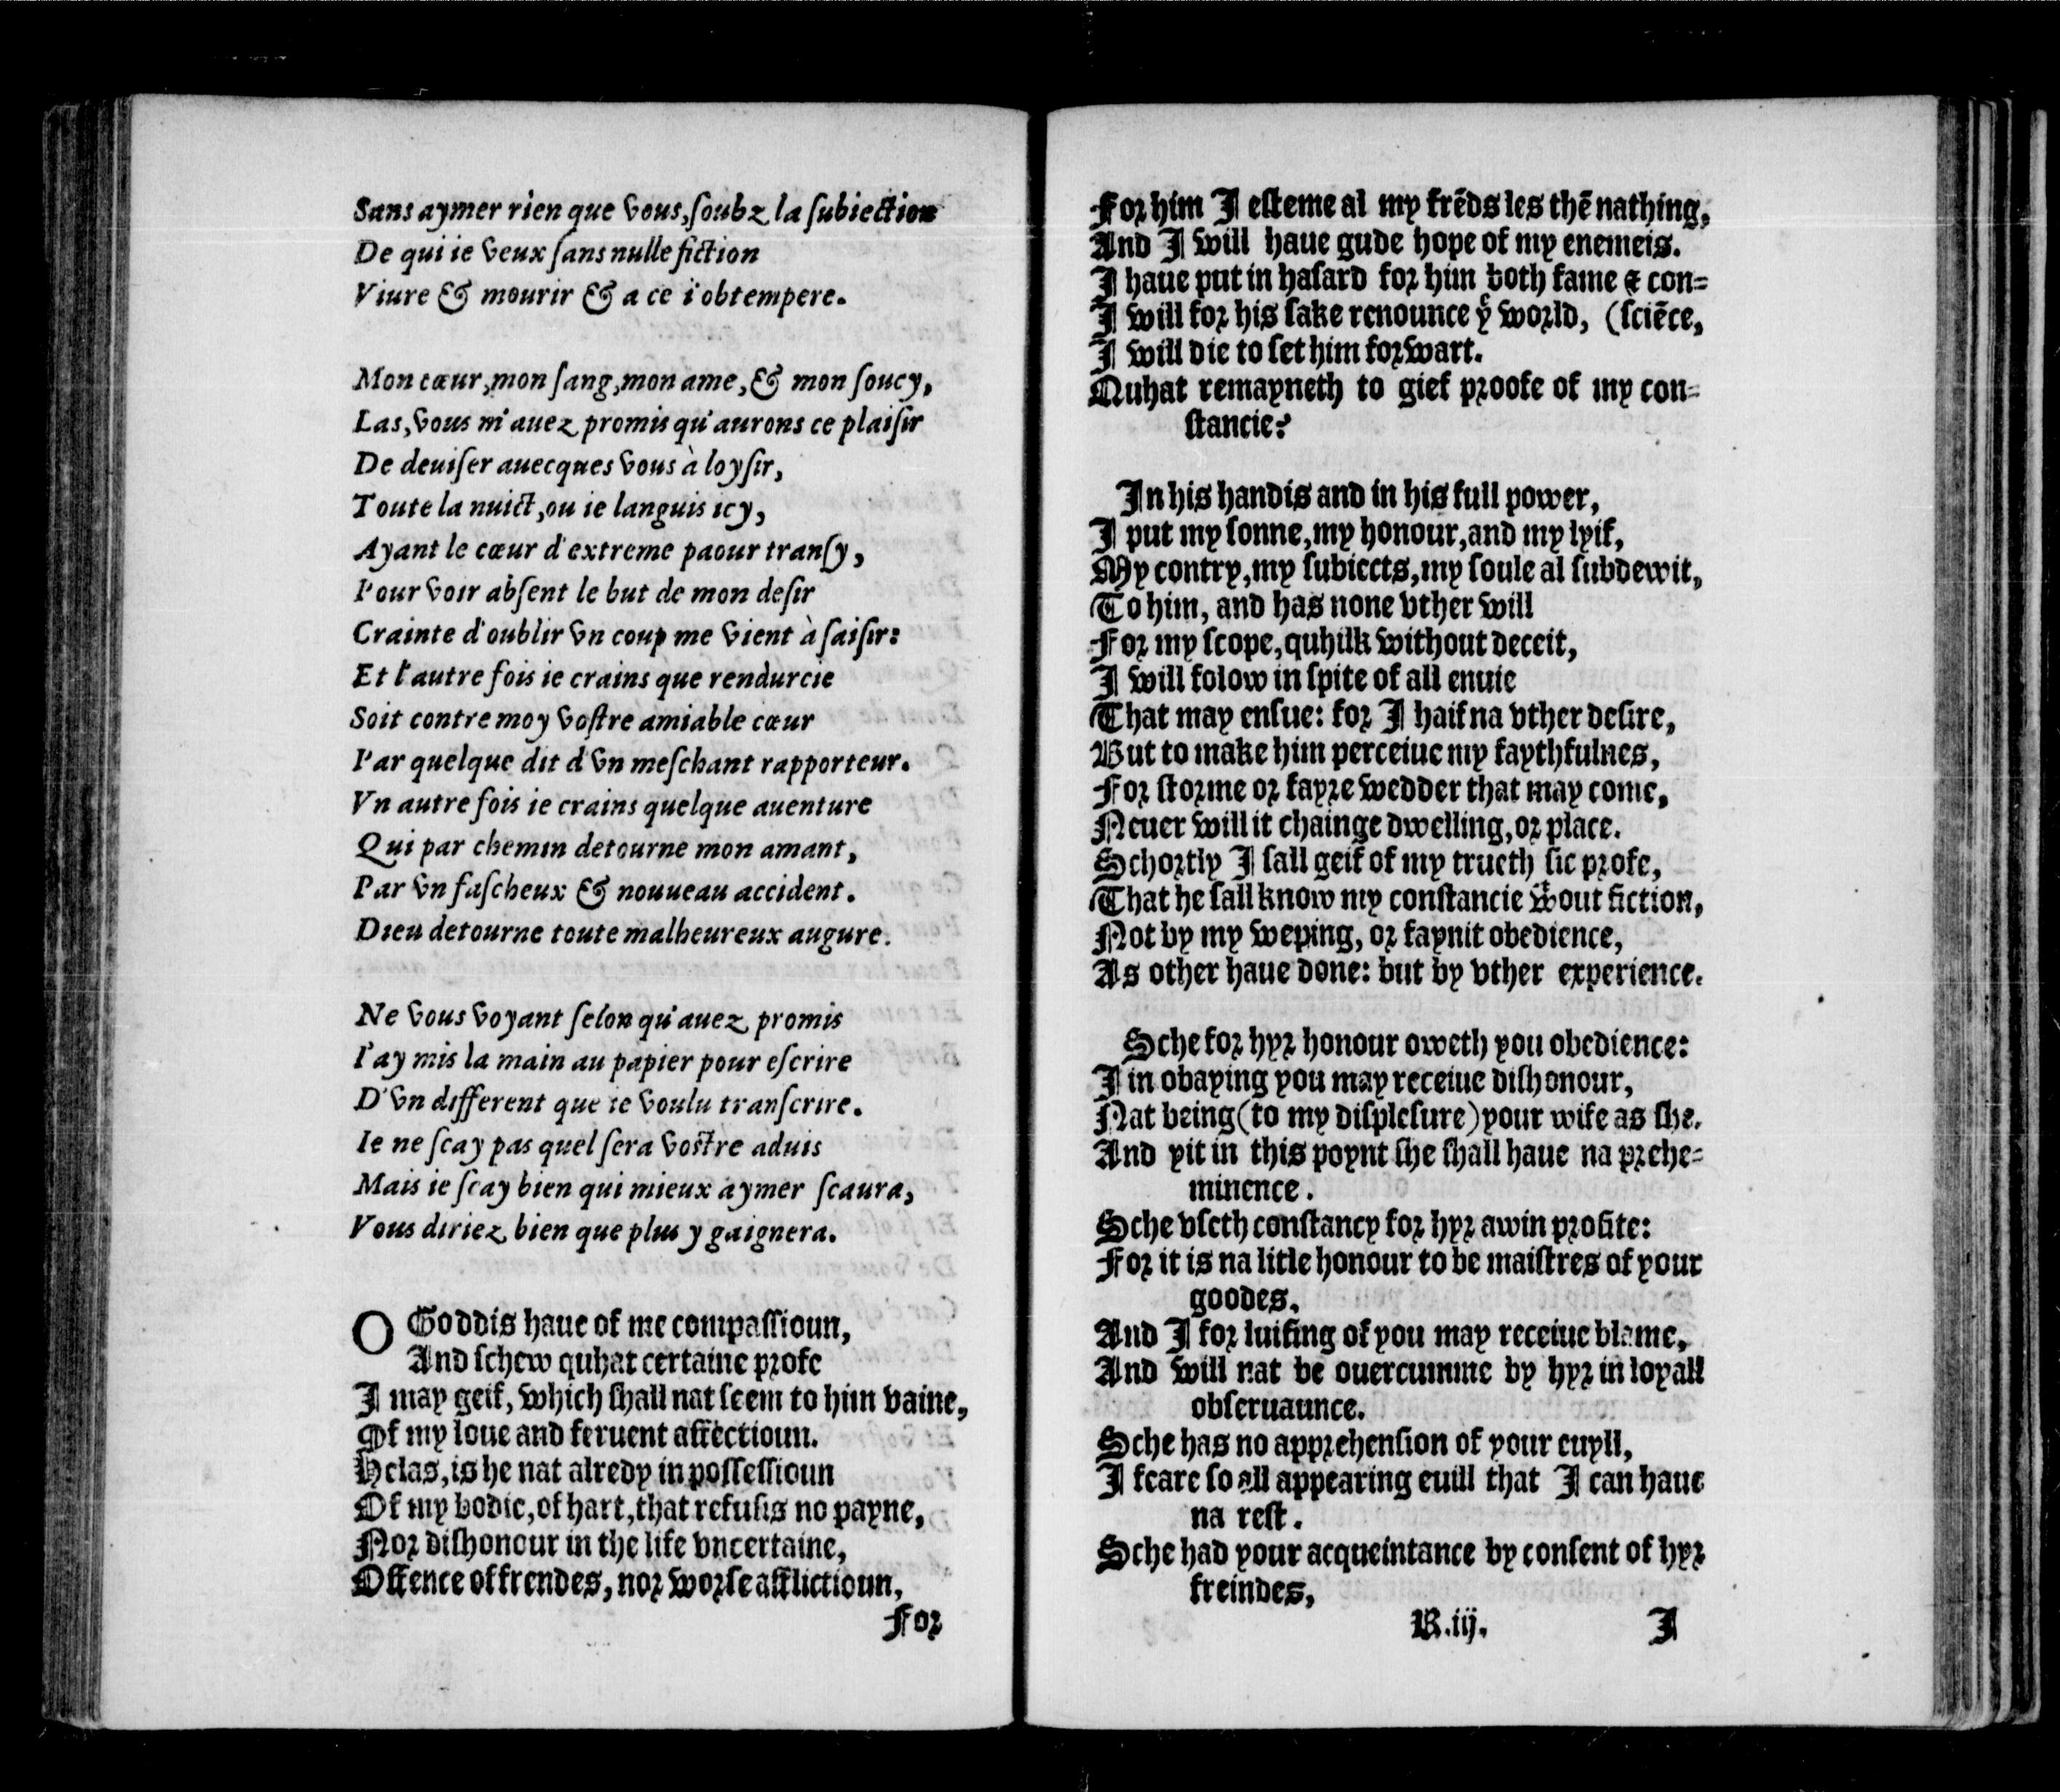 Sans aymer rien que vous, ſoubz la ſubiection
De qui ie veux ſans nulle fiction
Viure & mourir & a ce i'obtempere.
Mon cœur, mon ſang, mon ame, & mon ſoucy,
Las, vous m'auez promis qu'aurons ce plaiſir
De deuiſer auecques vous à loyſir,
Toute la nuict, ou ie languis icy,
Ayant le cœur d'extreme paour tranſy,
Pour voir abſent le but de mon deſir
Crainte d'oublir vn coup me vient à ſaiſir:
Et l'autre fois ie crains que rendurcie
Soit contre moy voſtre amiable cœur
Par quelque dit d'vn meſchant rapporteur.
Vn autre fois ie crains quelque auenture
Qui par chemin detourne mon amant,
Par vn faſcheux & nouueau accident.
Dieu detourne toute malheureux augure.
Ne vous voyant ſelon qu'auez promis
I'ay mis la main au papier pour eſcrire
D'vn different que ie voulu tranſcrire.
Ie ne ſcay pas quel ſera voſtre aduis
Mais ie ſcay bien qui mieux aymer ſcaura,
Vous diriez bien que plus y gaignera.
O Goddis haue of me compaſſioun,
And ſchew quhat certaine profe
I may geif, which ſhall nat ſeem to him vaine,
Of my loue and feruent affectioun.
Helas, is he nat alredy in poſſeſſioun
Of my bodie, of hart, that refuſis no payne,
Nor diſhonour in the life vncertaine,
Offence of frendes, nor worſe afflictioun,
For
For him I eſteme al my frēds les thē nathing,
And I will haue gude hope of my enemeis.
I haue put in haſard for him both fame & con-
I will for his ſake renounce yͤ world, (ſciēce,
I will die to ſet him forwart.
Quhat remayneth to gief proofe of my con-
ſtancie?
In his handis and in his full power,
I put my ſonne, my honour, and my lyif,
My contry, my ſubiects, my ſoule al ſubdewit,
To him, and has none vther will
For my ſcope, quhilk without deceit,
I will folow in ſpite of all enuie
That may enſue: for I haif na vther deſire,
But to make him perceiue my faythfulnes,
For ſtorme or fayre wedder that may come,
Neuer will it chainge dwelling, or place.
Schortly I ſall geif of my trueth ſic profe,
That he ſall know my conſtancie wͭout fiction,
Not by my weping, or faynit obedience,
As other haue done: but by vther experience.
Sche for hyr honour oweth you obedience:
I in obaying you may receiue diſhonour,
Nat being (to my diſpleſure) your wife as ſhe.
And yit in this poynt ſhe ſhall haue na prehe-
minence.
Sche vſeth conſtancy for hyr awin profite:
For it is na litle honour to be maiſtres of your
goodes.
And I for luifing of you may receiue blame,
And will nat be ouercumme by hyr in loyall
obſeruaunce.
Sche has no apprehenſion of your euyll,
I feare ſo all appearing euill that I can haue
na reſt.
Sche had your acqueintance by conſent of hyr
freindes,
R.iij.
I